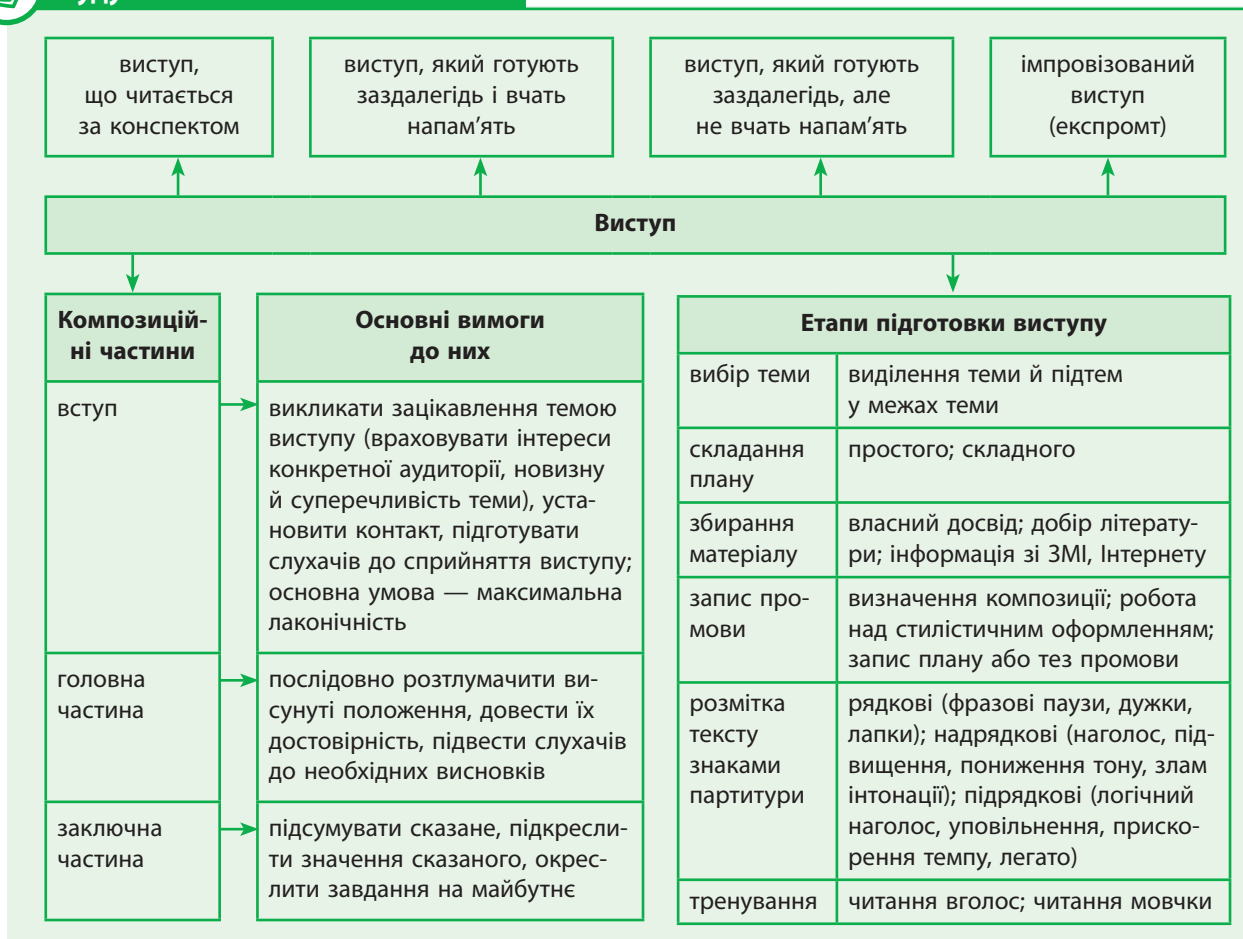 виступ,
що читається
за конспектом
виступ, який готують
заздалегідь і вчать
напам’ять
виступ, який готують
заздалегідь, але
не вчать напам’ять
імпровізований
виступ
(експромт)
Виступ
Композицій-
ні частини
Основні вимоги
до них
вступ
викликати зацікавлення темою
виступу (враховувати інтереси
конкретної аудиторії, новизну
й суперечливість теми), уста-
новити контакт, підготувати
слухачів до сприйняття виступу;
основна умова — максимальна
лаконічність
головна
частина
послідовно розтлумачити ви-
сунуті положення, довести їх
достовірність, підвести слухачів
до необхідних висновків
заключна
частина
підсумувати сказане, підкресли-
ти значення сказаного, окрес-
лити завдання на майбутнє
Етапи підготовки виступу
вибір теми
виділення теми й підтем
у межах теми
складання
плану
простого; складного
збирання
матеріалу
власний досвід; добір літерату-
ри; інформація зі ЗМІ, Інтернету
запис про-
мови
визначення композиції; робота
над стилістичним оформленням;
запис плану або тез промови
розмітка
тексту
знаками
партитури
рядкові (фразові паузи, дужки,
лапки); надрядкові (наголос, під-
вищення, пониження тону, злам
інтонації); підрядкові (логічний
наголос, уповільнення, приско-
рення темпу, легато)
тренування
читання вголос; читання мовчки